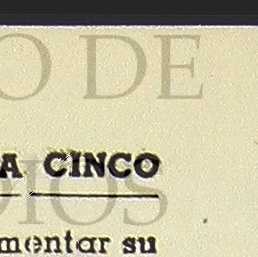 O DE
A CINCO
DIOS
mentar su